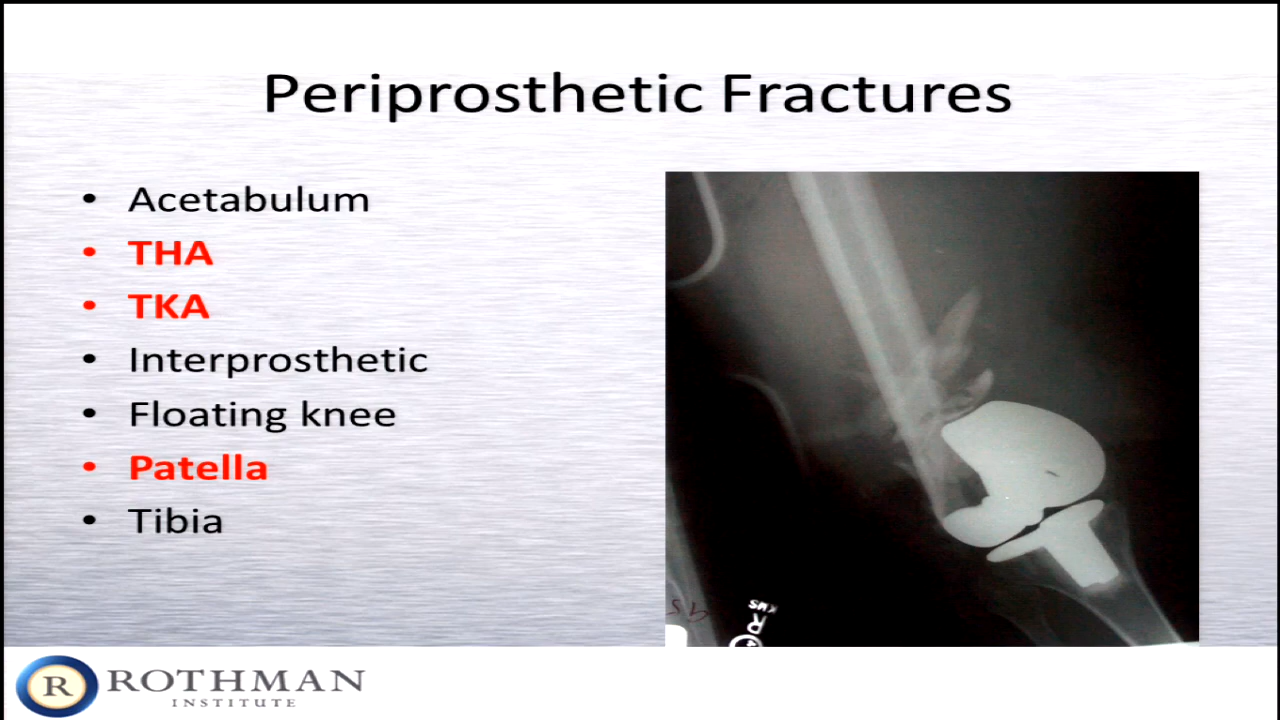 Periprosthetic Fractures
• Acetabulum
• THA
• TKA
• Interprosthetic
• Floating knee
• Patella
• Tibia
R
ROTHMAN
INSTITUTE